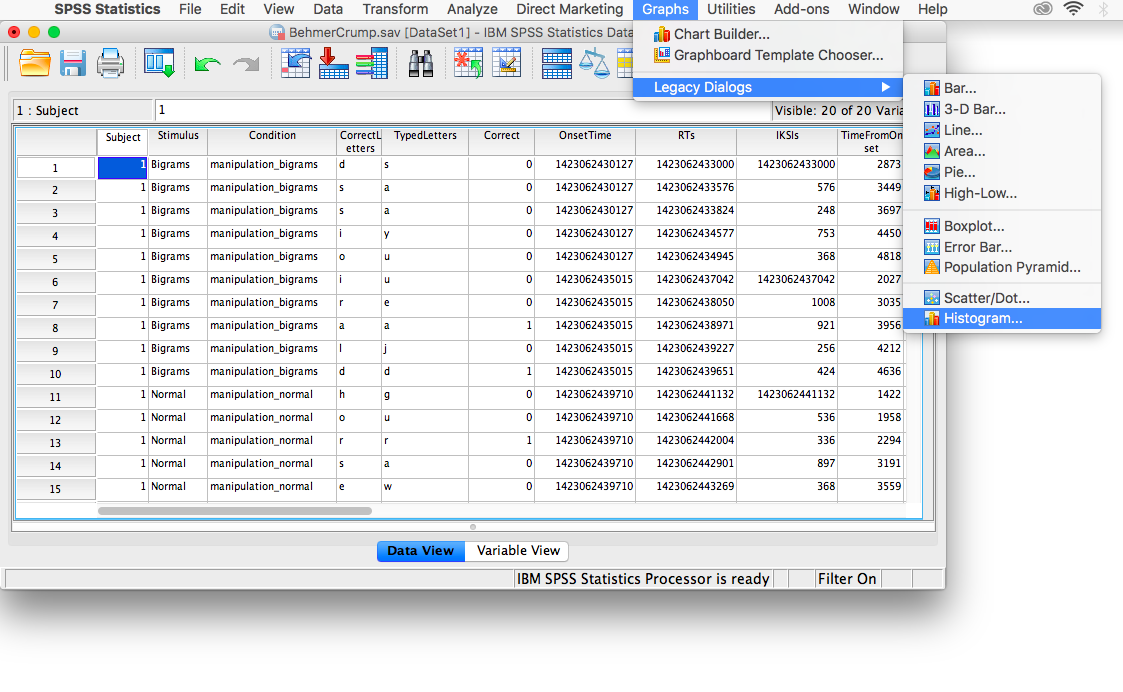 SPSS Statistics File Edit View Data Transform Analyze Direct Marketing Graphs Utilities Add-ons Window Help
BehmerCrump.sav [DataSet1] - IBM SPSS Statistics Data
Chart Builder...
Graphboard Template Chooser...
Legacy Dialogs
Bar...
3-D Bar...
Line...
Area...
Pie...
High-Low...
Boxplot...
Error Bar...
Population Pyramid...
Scatter/Dot...
Histogram...
1 : Subject 1 Visible: 20 of 20 Varia
Subject Stimulus Condition CorrectL TypedLetters Correct OnsetTime RTs IKSIs TimeFromOn
etters set
1 1 Bigrams manipulation_bigrams d s 0 1423062430127 1423062433000 1423062433000 2873
2 1 Bigrams manipulation_bigrams s a 0 1423062430127 1423062433576 576 3449
3 1 Bigrams manipulation_bigrams s a 0 1423062430127 1423062433824 248 3697
4 1 Bigrams manipulation_bigrams i y 0 1423062430127 1423062434577 753 4450
5 1 Bigrams manipulation_bigrams o u 0 1423062430127 1423062434945 368 4818
6 1 Bigrams manipulation_bigrams i u 0 1423062435015 1423062437042 1423062437042 2027
7 1 Bigrams manipulation_bigrams r e 0 1423062435015 1423062438050 1008 3035
8 1 Bigrams manipulation_bigrams a a 1 1423062435015 1423062438971 921 3956
9 1 Bigrams manipulation_bigrams l j 0 1423062435015 1423062439227 256 4212
10 1 Bigrams manipulation_bigrams d d 1 1423062435015 1423062439651 424 4636
11 1 Normal manipulation_normal h g 0 1423062439710 1423062441132 1423062441132 1422
12 1 Normal manipulation_normal o u 0 1423062439710 1423062441668 536 1958
13 1 Normal manipulation_normal r r 1 1423062439710 1423062442004 336 2294
14 1 Normal manipulation_normal s a 0 1423062439710 1423062442901 897 3191
15 1 Normal manipulation_normal e w 0 1423062439710 1423062443269 368 3559
Data View Variable View
IBM SPSS Statistics Processor is ready Filter On